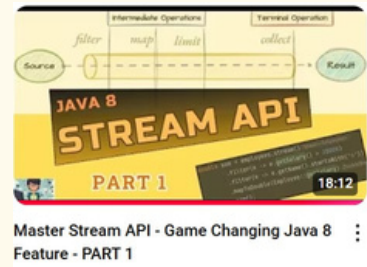 Intermediate Operations Terminal Operation
filter map limit collect
Source Result
JAVA 8
STREAM API
PART 1
18:12
Master Stream API - Game Changing Java 8
Feature - PART 1